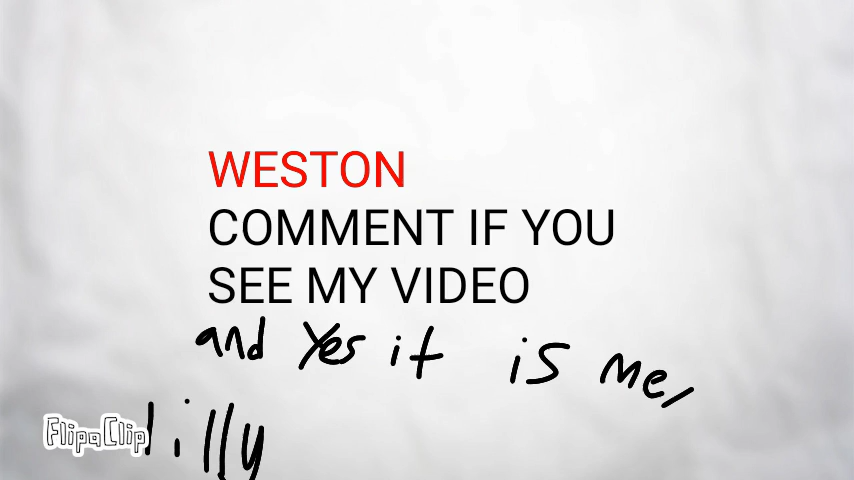 WESTON
COMMENT IF YOU
SEE MY VIDEO
and yes it is me,
lilly
FlipaClip